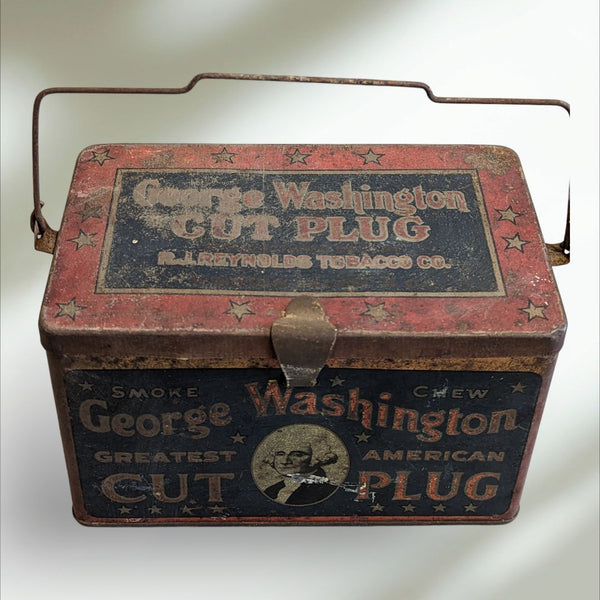 George Washington
CUT PLUG
R.J. REYNOLDS TOBACCO CO.
SMOKE CHEW
George Washington
GREATEST AMERICAN
CUT PLUG